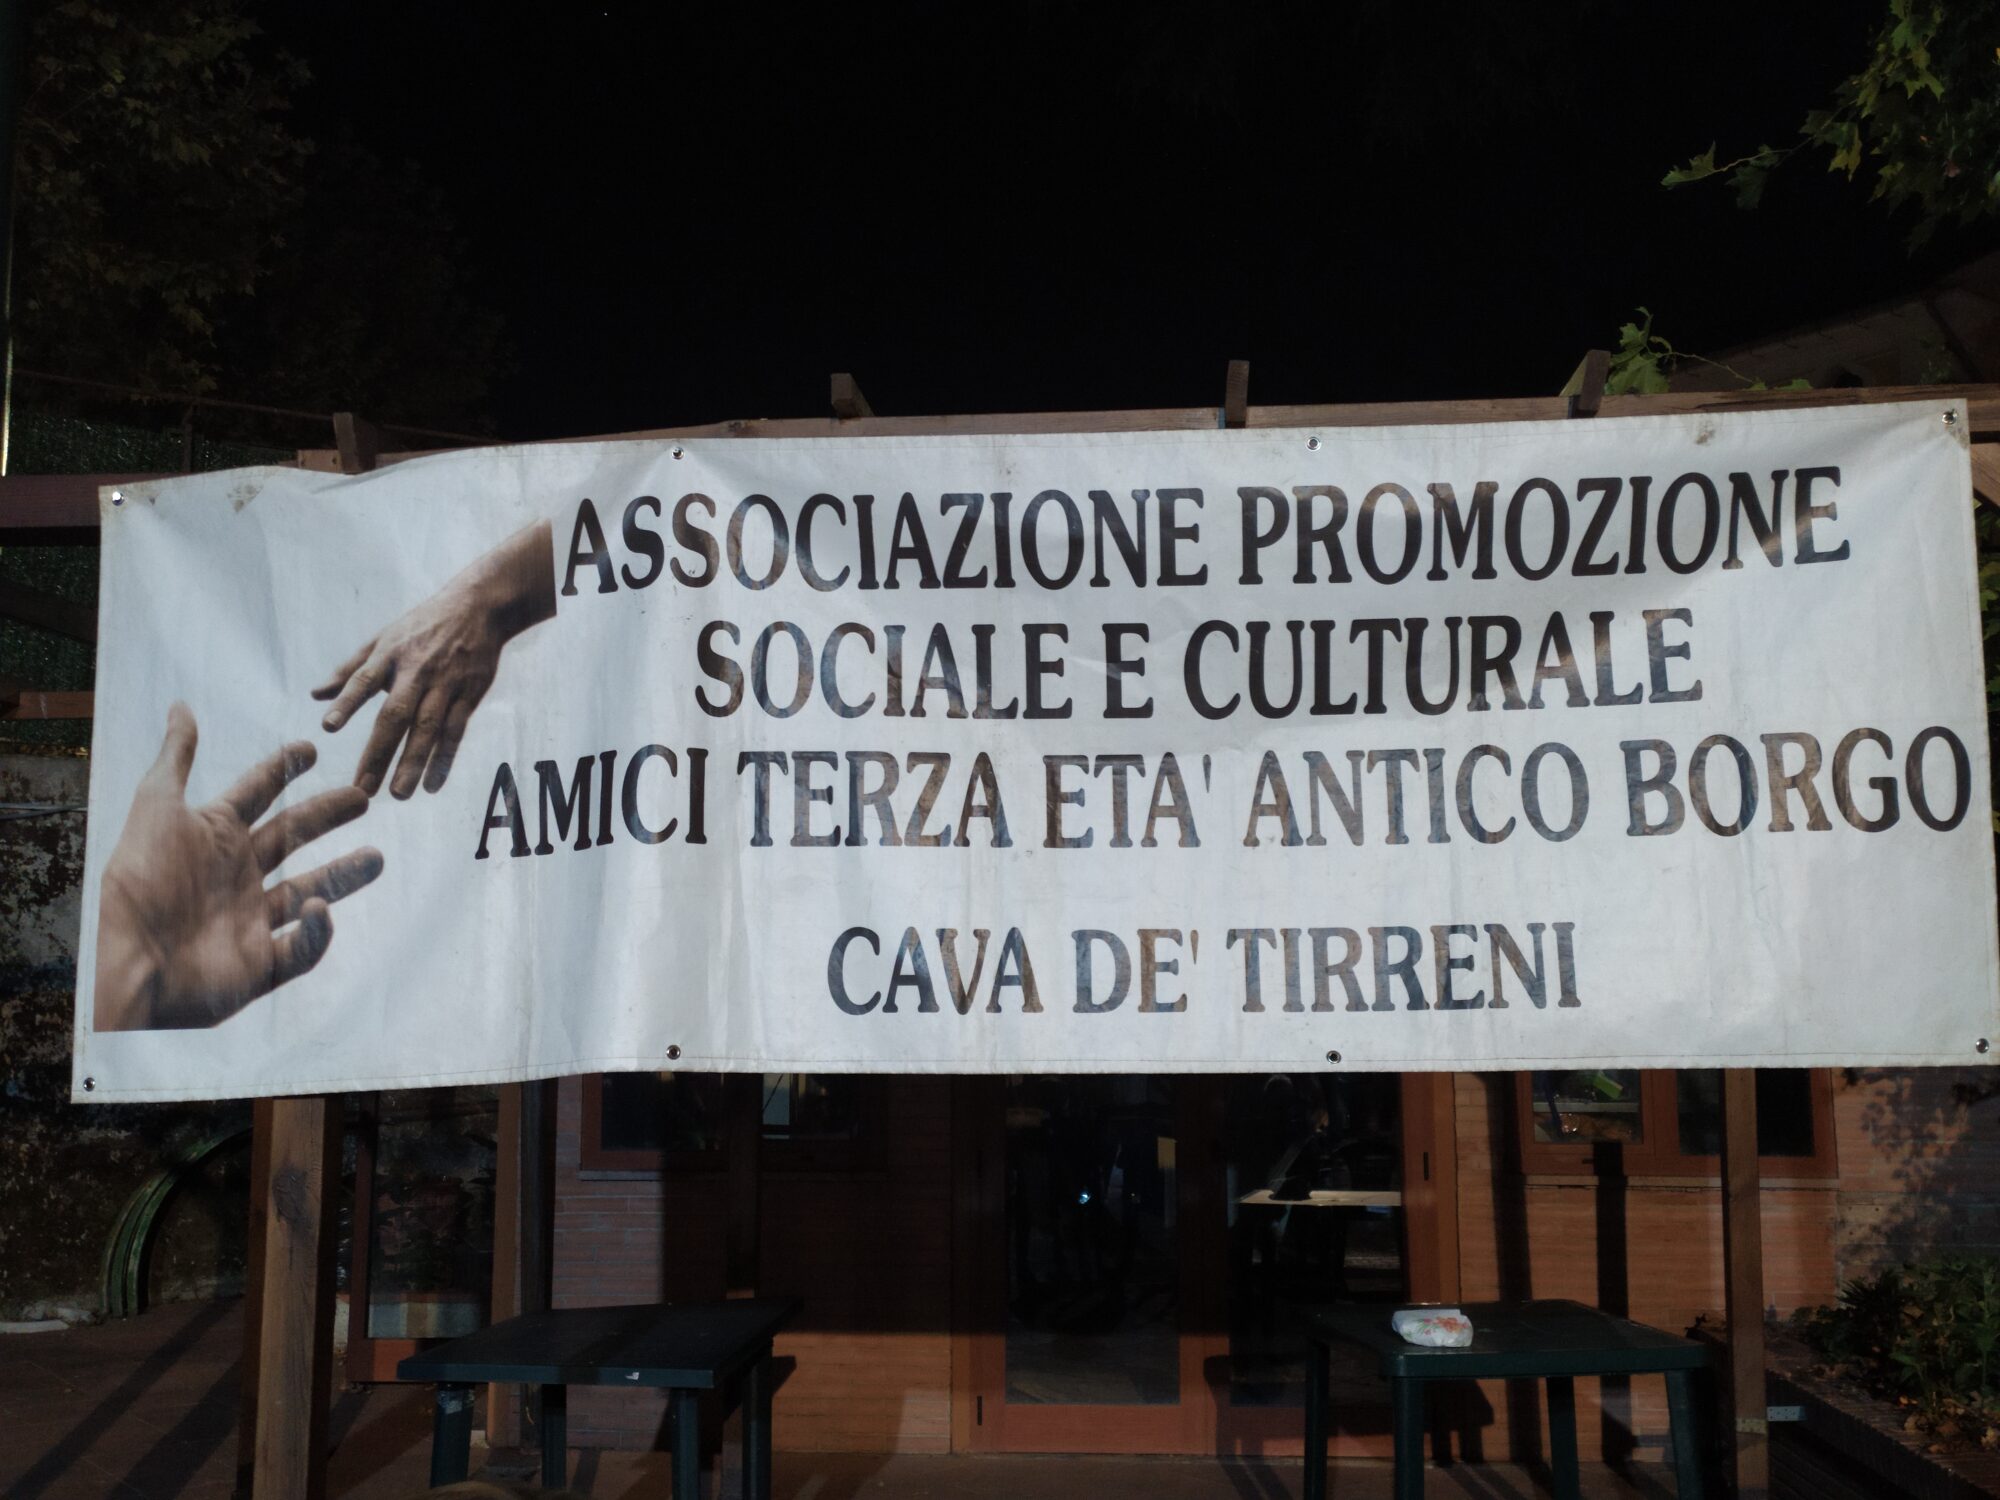 ASSOCIAZIONE PROMOZIONE
SOCIALE E CULTURALE
AMICI TERZA ETA' ANTICO BORGO
CAVA DE' TIRRENI